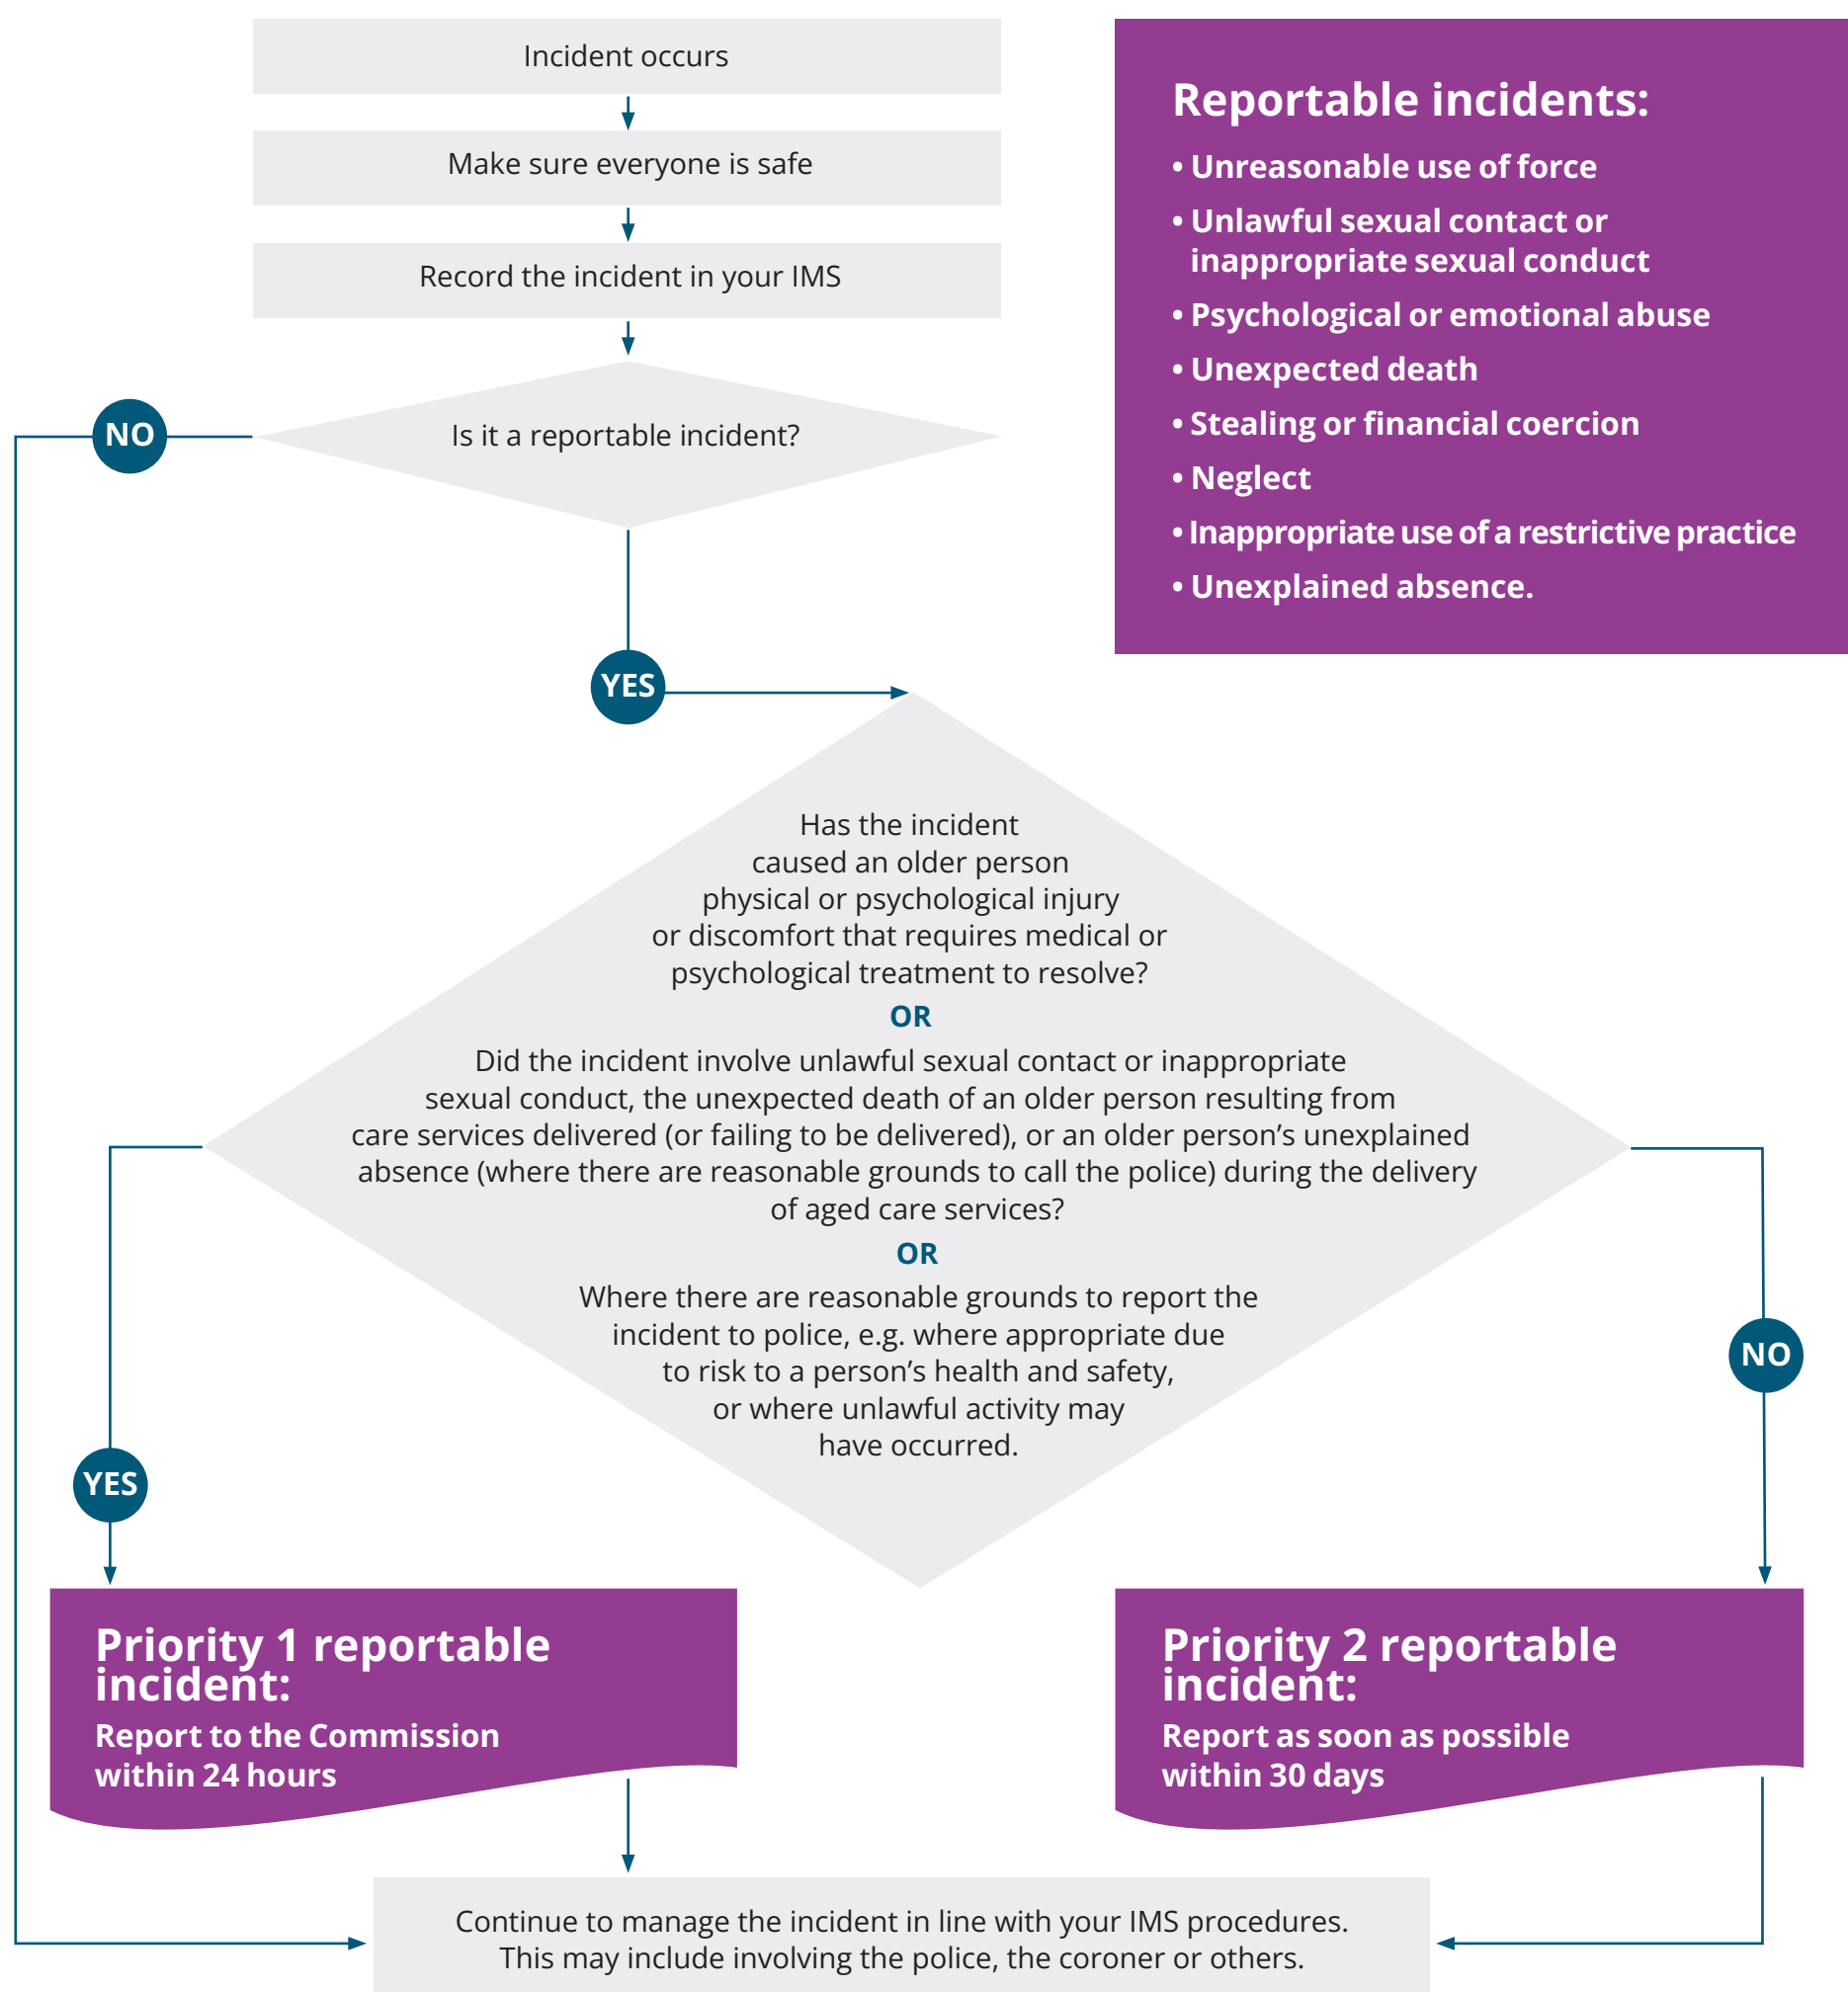 Incident occurs
Make sure everyone is safe
Record the incident in your IMS
Is it a reportable incident?
NO
YES
Reportable incidents:
• Unreasonable use of force
• Unlawful sexual contact or
inappropriate sexual conduct
• Psychological or emotional abuse
• Unexpected death
• Stealing or financial coercion
• Neglect
• Inappropriate use of a restrictive practice
• Unexplained absence.
Has the incident
caused an older person
physical or psychological injury
or discomfort that requires medical or
psychological treatment to resolve?
OR
Did the incident involve unlawful sexual contact or inappropriate
sexual conduct, the unexpected death of an older person resulting from
care services delivered (or failing to be delivered), or an older person’s unexplained
absence (where there are reasonable grounds to call the police) during the delivery
of aged care services?
OR
Where there are reasonable grounds to report the
incident to police, e.g. where appropriate due
to risk to a person’s health and safety,
or where unlawful activity may
have occurred.
YES
NO
Priority 1 reportable
incident:
Report to the Commission
within 24 hours
Priority 2 reportable
incident:
Report as soon as possible
within 30 days
Continue to manage the incident in line with your IMS procedures.
This may include involving the police, the coroner or others.